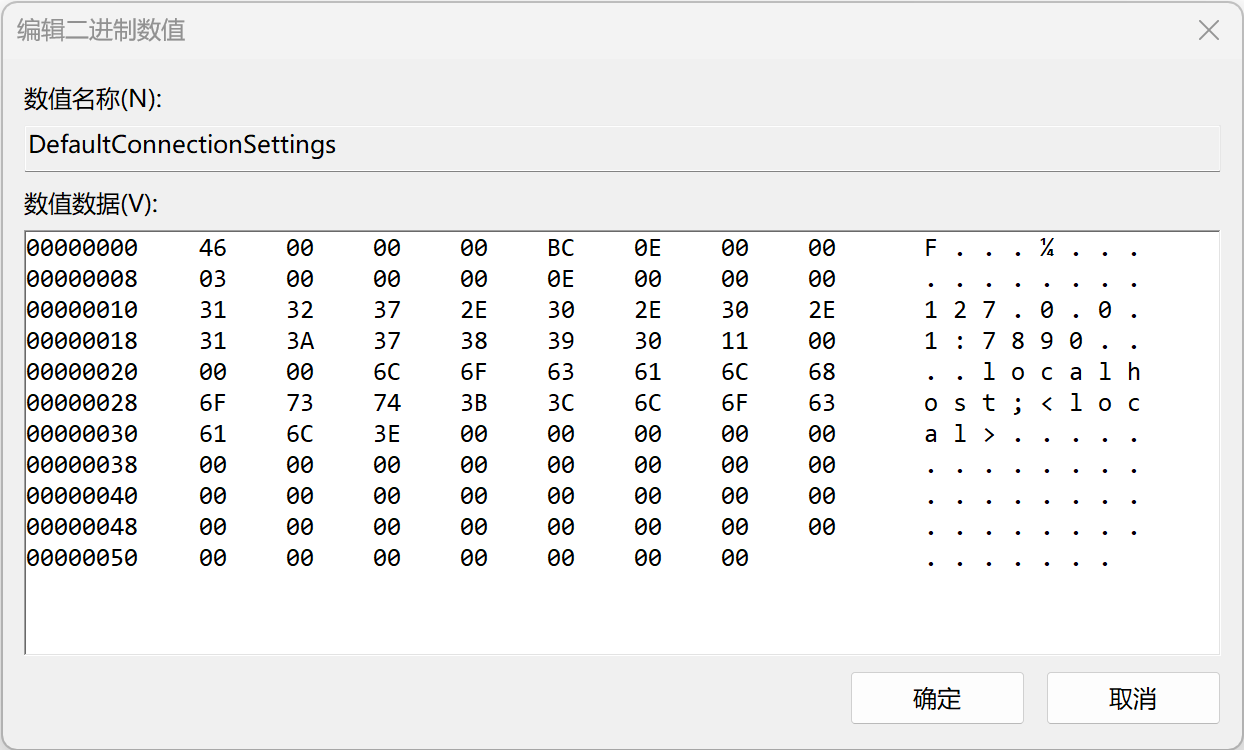 编辑二进制数值
数值名称(N):
DefaultConnectionSettings
数值数据(V):
00000000 46 00 00 00 BC 0E 00 00 F . . . ¼ . . .
00000008 03 00 00 00 0E 00 00 00 . . . . . . . .
00000010 31 32 37 2E 30 2E 30 2E 1 2 7 . 0 . 0 .
00000018 31 3A 37 38 39 30 11 00 1 : 7 8 9 0 . .
00000020 00 00 6C 6F 63 61 6C 68 . . l o c a l h
00000028 6F 73 74 3B 3C 6C 6F 63 o s t ; < l o c
00000030 61 6C 3E 00 00 00 00 00 a l > . . . . .
00000038 00 00 00 00 00 00 00 00 . . . . . . . .
00000040 00 00 00 00 00 00 00 00 . . . . . . . .
00000048 00 00 00 00 00 00 00 00 . . . . . . . .
00000050 00 00 00 00 00 00 00 . . . . . . .
确定 取消